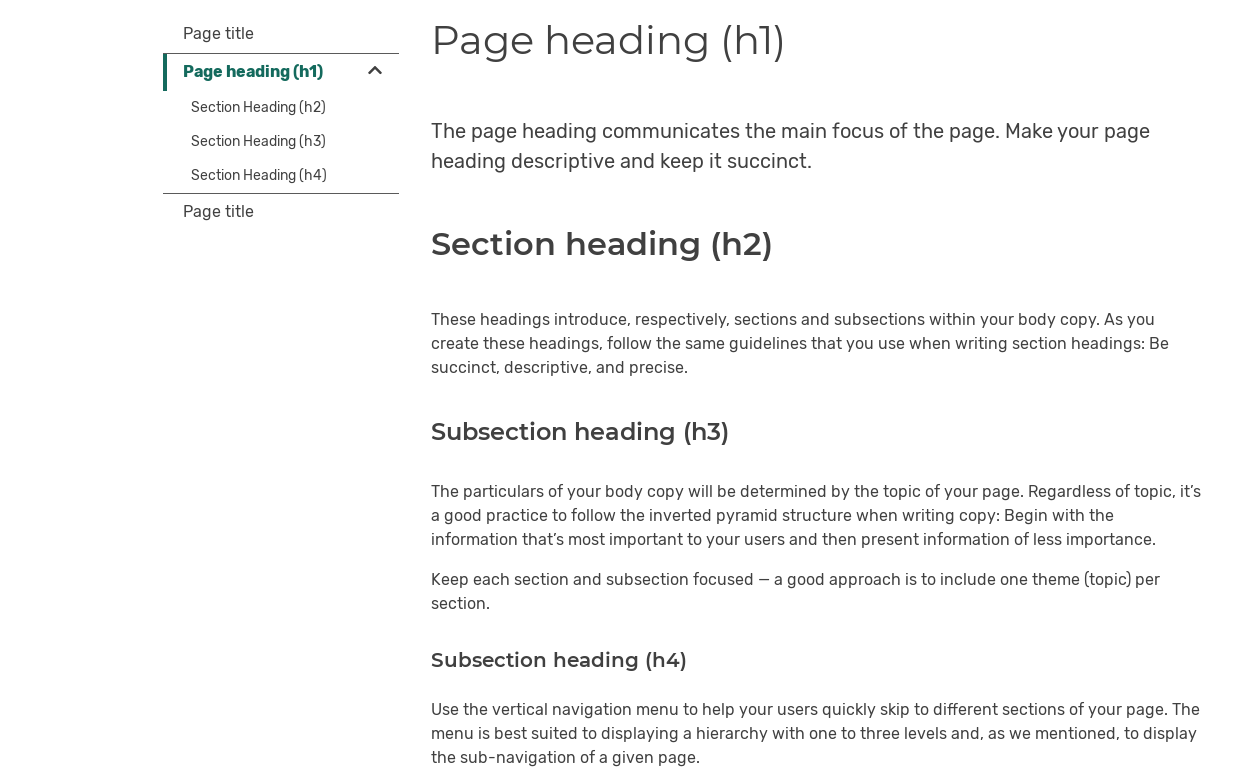 Page title
Page heading (h1)
Section Heading (h2)
Section Heading (h3)
Section Heading (h4)
Page title
Page heading (h1)
The page heading communicates the main focus of the page. Make your page
heading descriptive and keep it succinct.
Section heading (h2)
These headings introduce, respectively, sections and subsections within your body copy. As you
create these headings, follow the same guidelines that you use when writing section headings: Be
succinct, descriptive, and precise.
Subsection heading (h3)
The particulars of your body copy will be determined by the topic of your page. Regardless of topic, it’s
a good practice to follow the inverted pyramid structure when writing copy: Begin with the
information that’s most important to your users and then present information of less importance.
Keep each section and subsection focused — a good approach is to include one theme (topic) per
section.
Subsection heading (h4)
Use the vertical navigation menu to help your users quickly skip to different sections of your page. The
menu is best suited to displaying a hierarchy with one to three levels and, as we mentioned, to display
the sub-navigation of a given page.